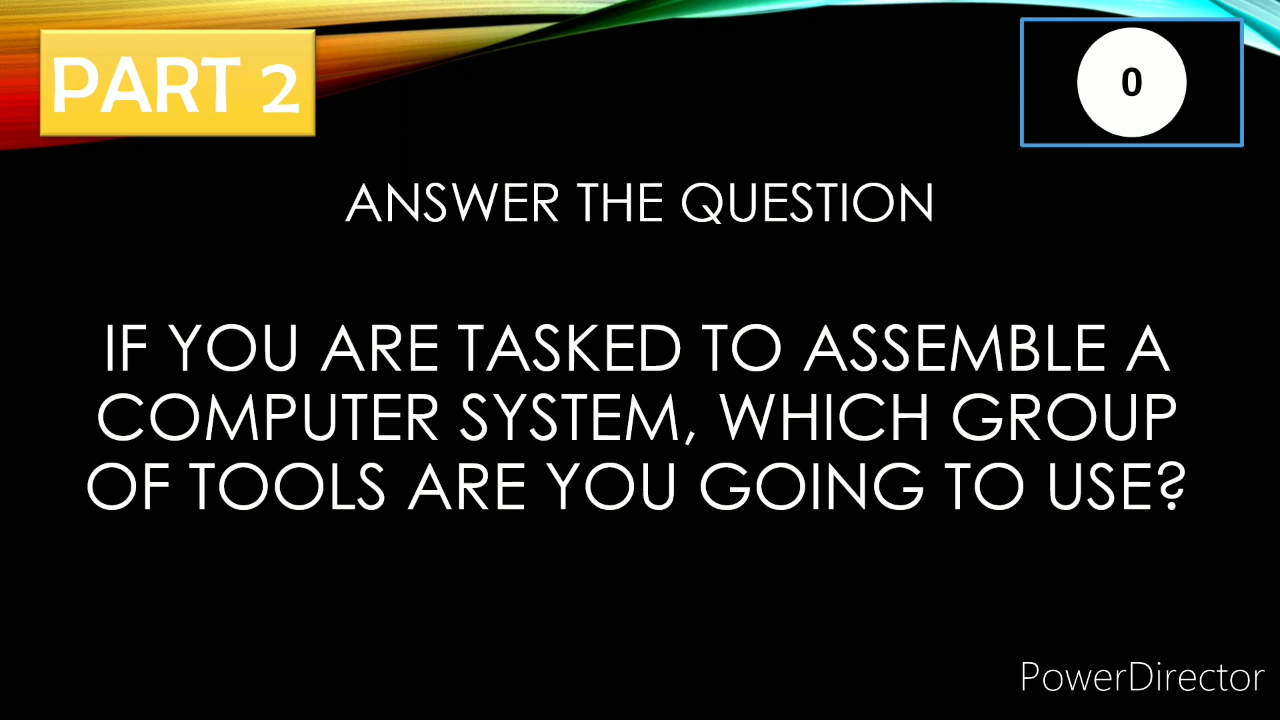 PART 2
0
ANSWER THE QUESTION
IF YOU ARE TASKED TO ASSEMBLE A
COMPUTER SYSTEM, WHICH GROUP
OF TOOLS ARE YOU GOING TO USE?
PowerDirector